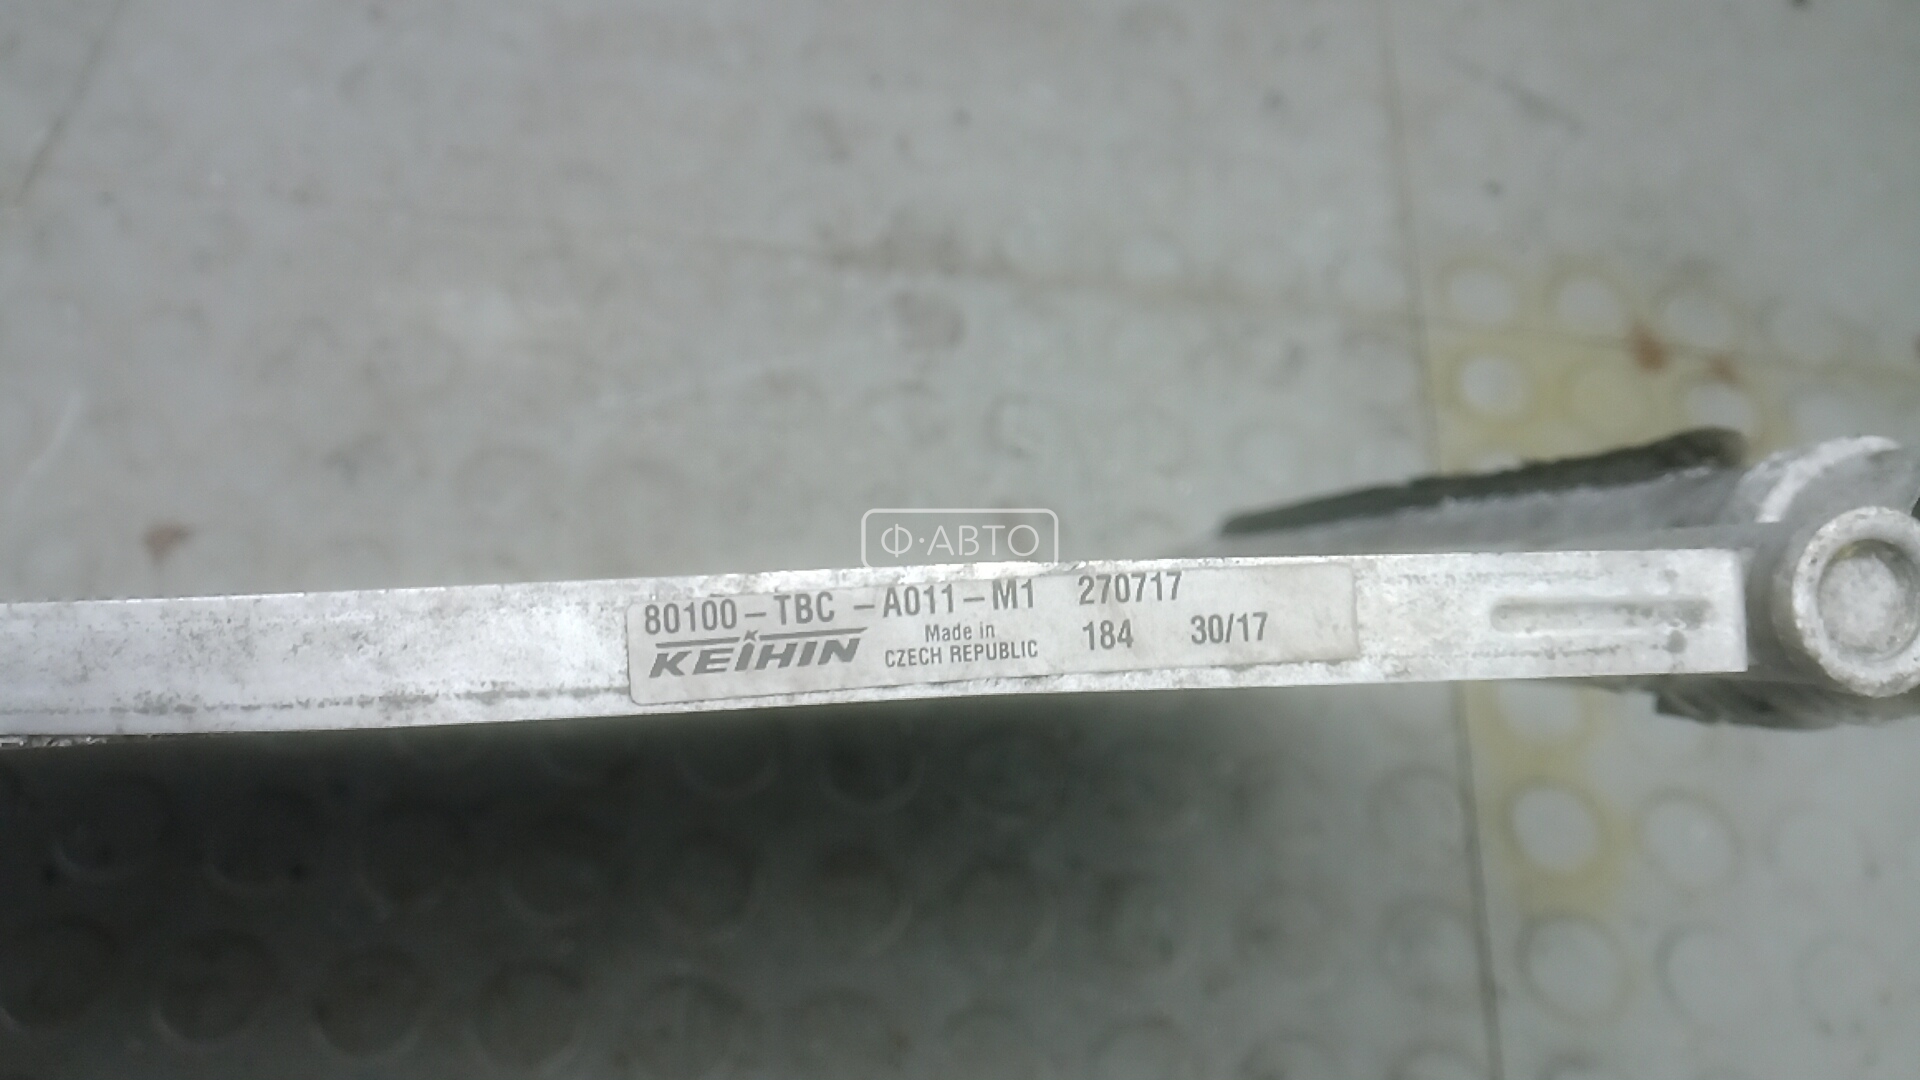 Ф·АВТО
80100-TBC -A011-M1 270717
KEIHIN Made in CZECH REPUBLIC 184 30/17